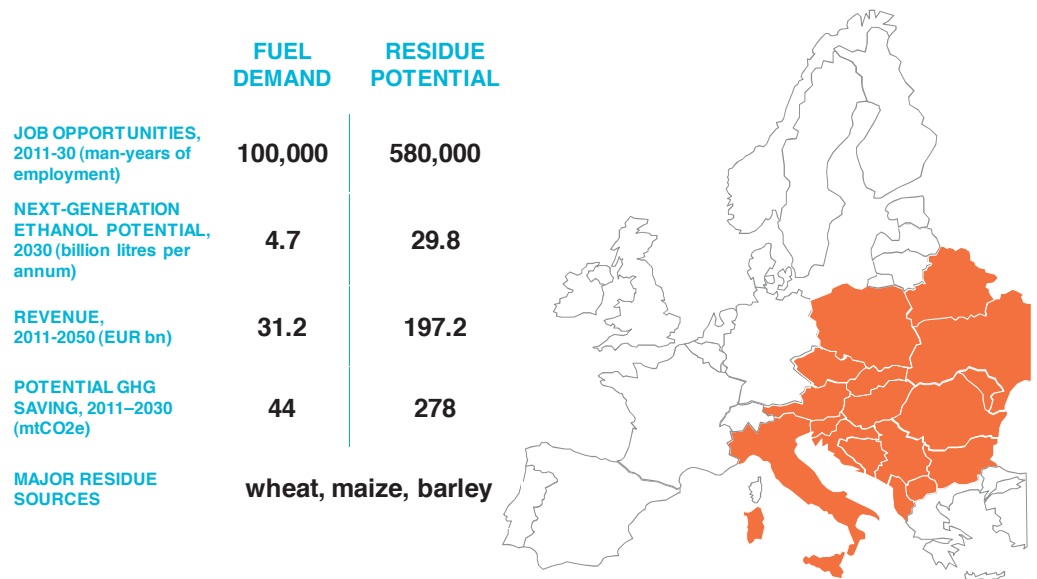 FUEL
DEMAND
RESIDUE
POTENTIAL
JOB OPPORTUNITIES,
2011-30 (man-years of
employment)
100,000
580,000
NEXT-GENERATION
ETHANOL POTENTIAL,
2030 (billion litres per
annum)
4.7
29.8
REVENUE,
2011-2050 (EUR bn)
31.2
197.2
POTENTIAL GHG
SAVING, 2011–2030
(mtCO2e)
44
278
MAJOR RESIDUE
SOURCES
wheat, maize, barley